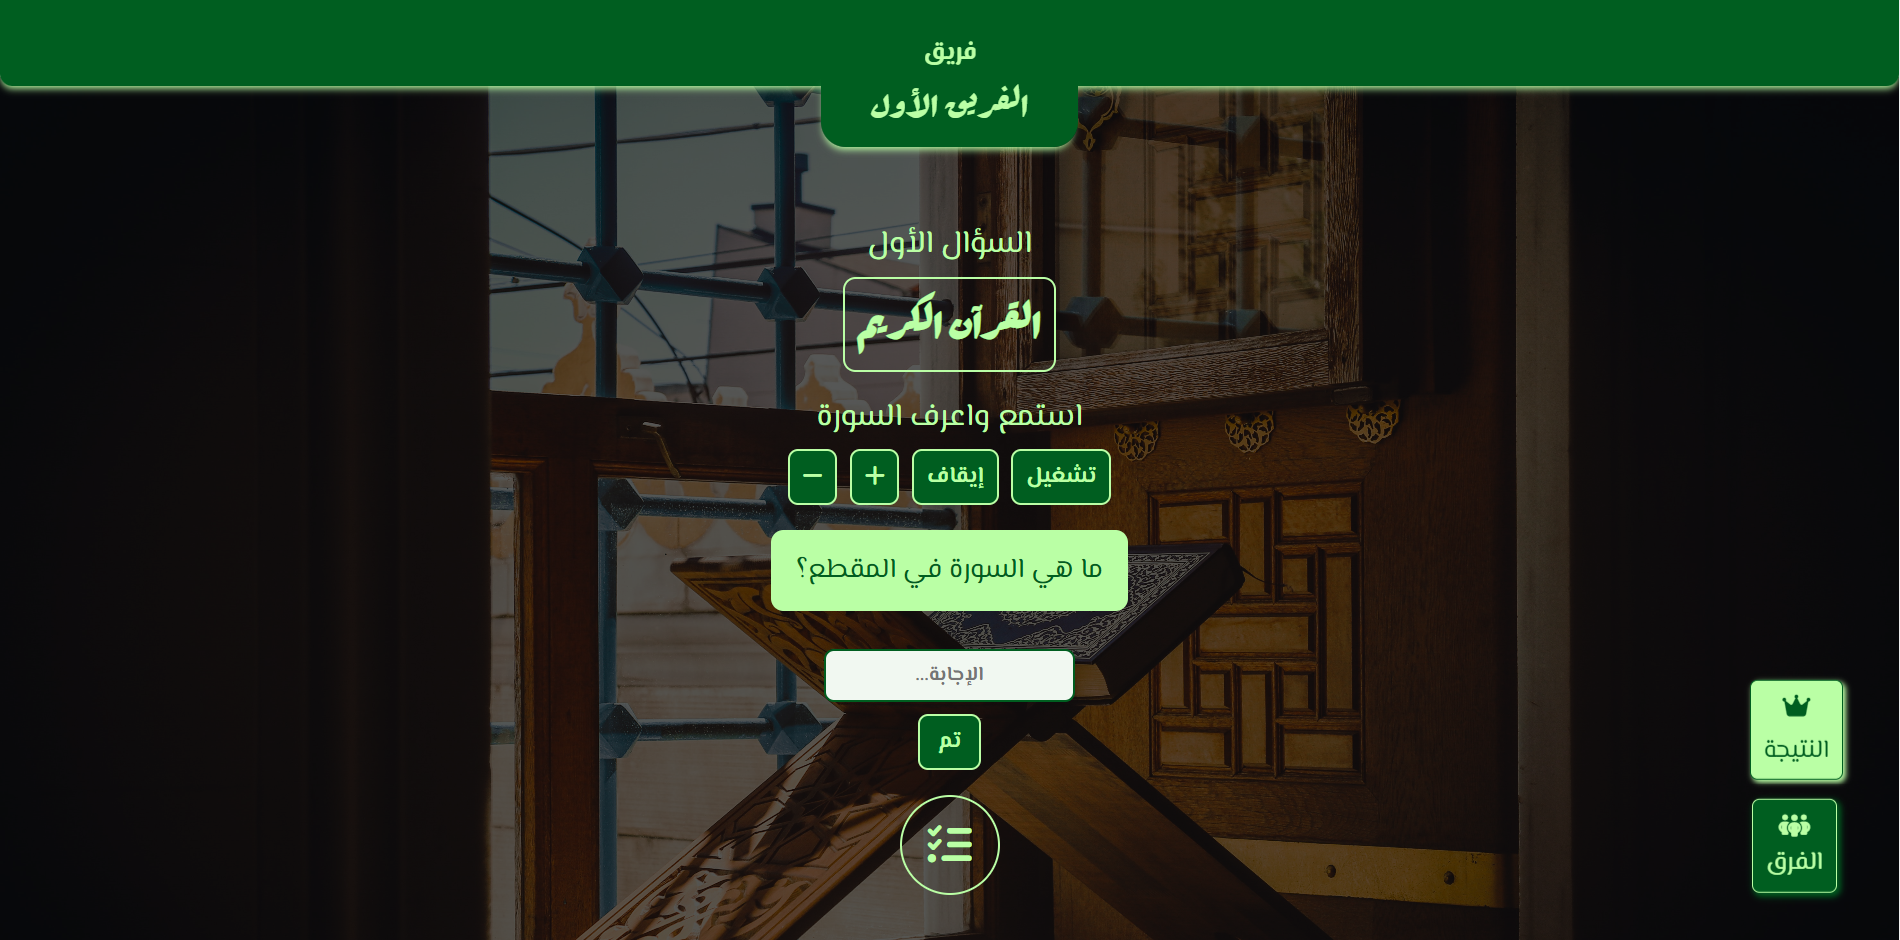 فريق
الفريق الأول
السؤال الأول
القرآن الكريم
استمع واعرف السورة
تشغيل إيقاف + −
ما هي السورة في المقطع؟
الإجابة...
تم
النتيجة
الفرق